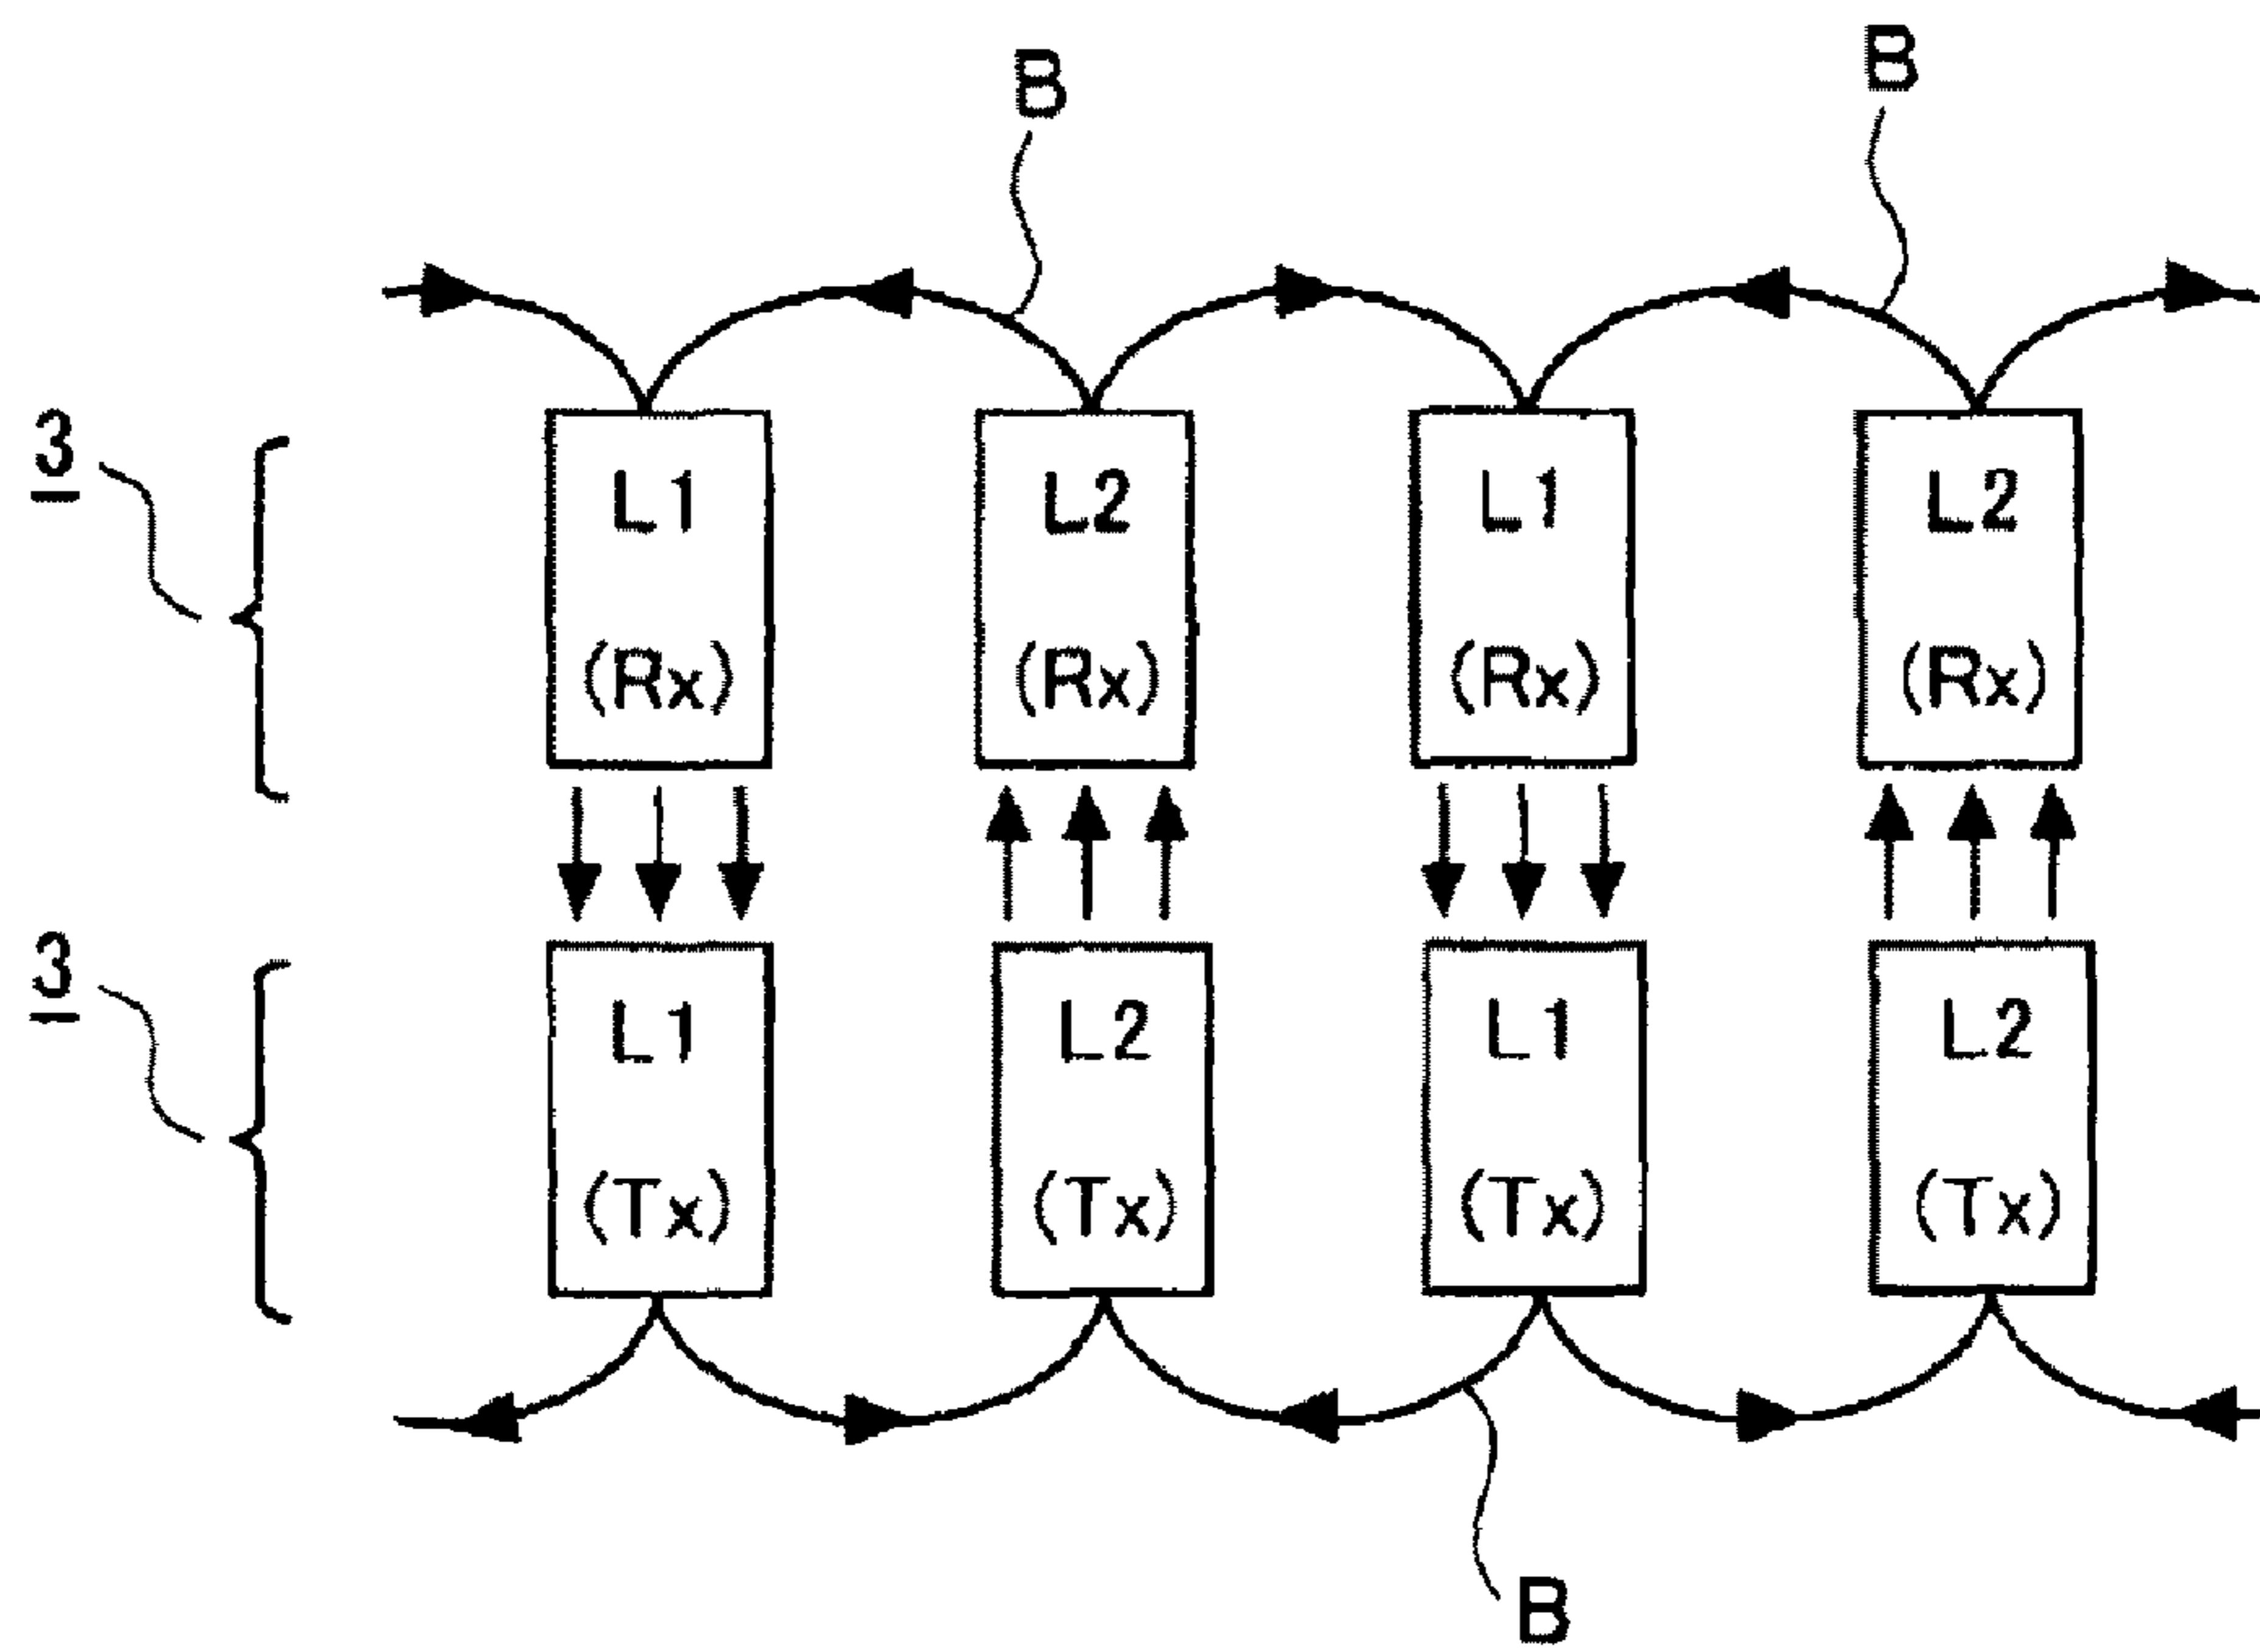 B B
3 L1 L2 L1 L2
(Rx) (Rx) (Rx) (Rx)
3 L1 L2 L1 L2
(Tx) (Tx) (Tx) (Tx)
B